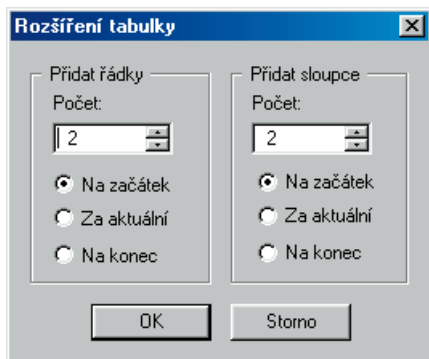 Rozšíření tabulky
Přidat řádky
Počet:
2
Na začátek
Za aktuální
Na konec
Přidat sloupce
Počet:
2
Na začátek
Za aktuální
Na konec
OK
Storno